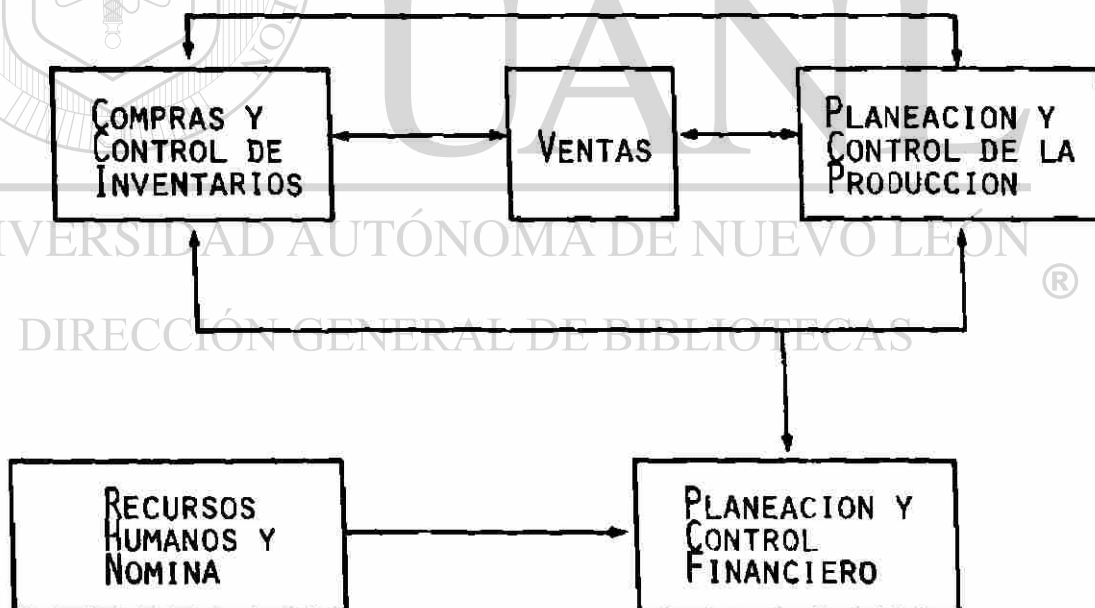 UANL
COMPRAS Y
CONTROL DE
INVENTARIOS
VENTAS
PLANEACION Y
CONTROL DE LA
PRODUCCION
UNIVERSIDAD AUTÓNOMA DE NUEVO LEÓN
®
DIRECCIÓN GENERAL DE BIBLIOTECAS
RECURSOS
HUMANOS Y
NOMINA
PLANEACION Y
CONTROL
FINANCIERO